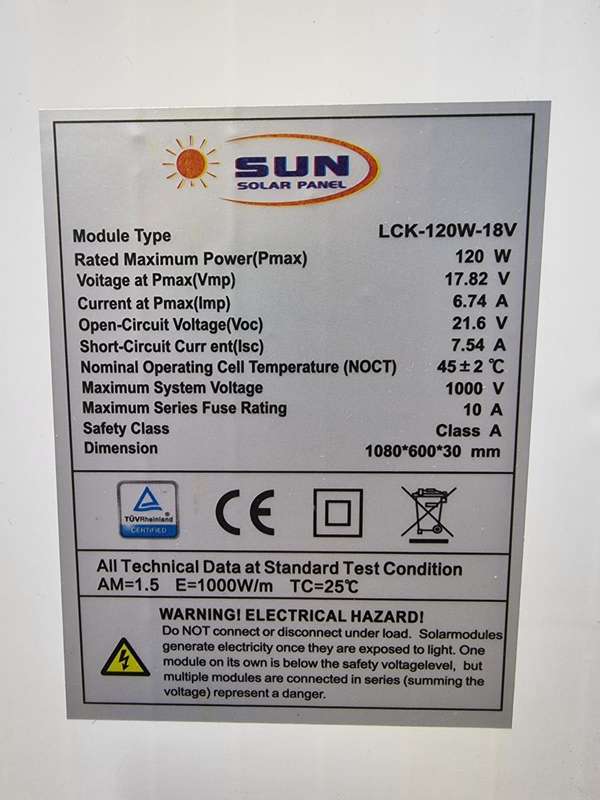 SUN
SOLAR PANEL
Module Type LCK-120W-18V
Rated Maximum Power(Pmax) 120 W
Voitage at Pmax(Vmp) 17.82 V
Current at Pmax(Imp) 6.74 A
Open-Circuit Voltage(Voc) 21.6 V
Short-Circuit Curr ent(Isc) 7.54 A
Nominal Operating Cell Temperature (NOCT) 45±2 ℃
Maximum System Voltage 1000 V
Maximum Series Fuse Rating 10 A
Safety Class Class A
Dimension 1080*600*30 mm
TÜVRheinland
CERTIFIED
CE
All Technical Data at Standard Test Condition
AM=1.5 E=1000W/m TC=25℃
WARNING! ELECTRICAL HAZARD!
Do NOT connect or disconnect under load. Solarmodules
generate electricity once they are exposed to light. One
module on its own is below the safety voltagelevel, but
multiple modules are connected in series (summing the
voltage) represent a danger.